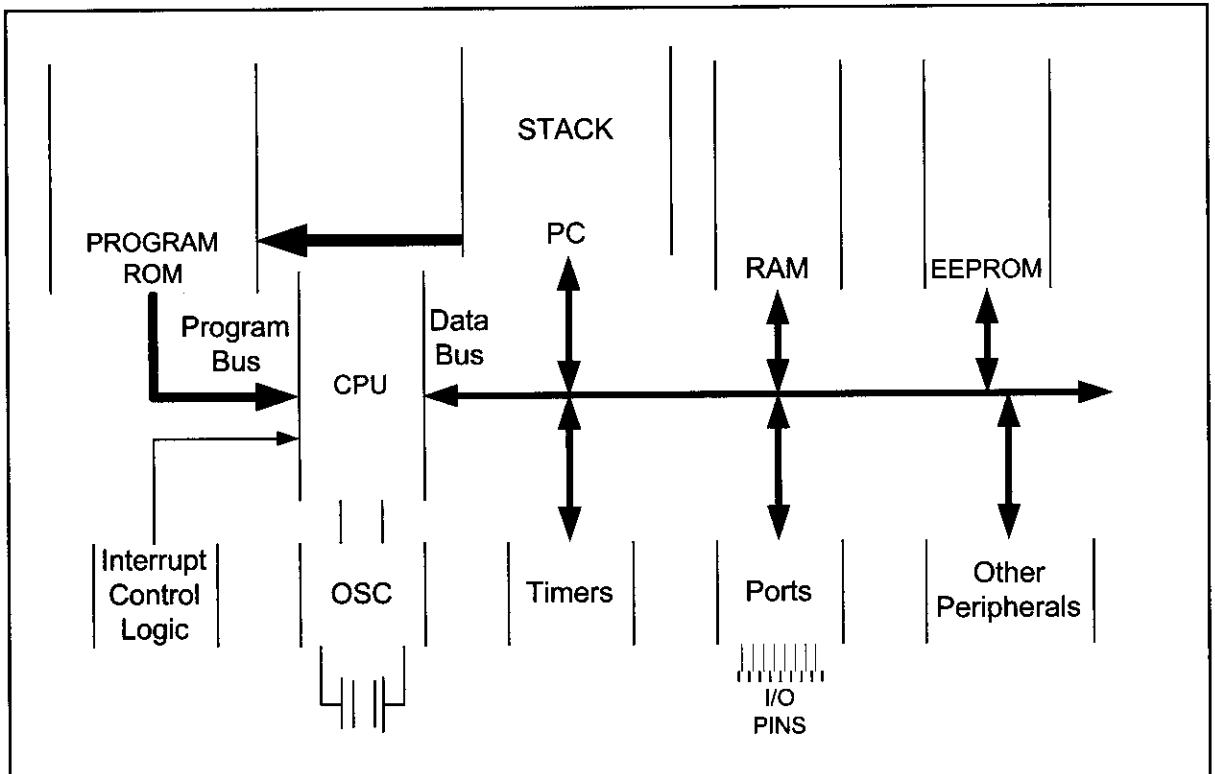 STACK
PROGRAM
ROM
PC
RAM
EEPROM
Program
Bus
CPU
Data
Bus
Interrupt
Control
Logic
OSC
Timers
Ports
Other
Peripherals
I/O
PINS